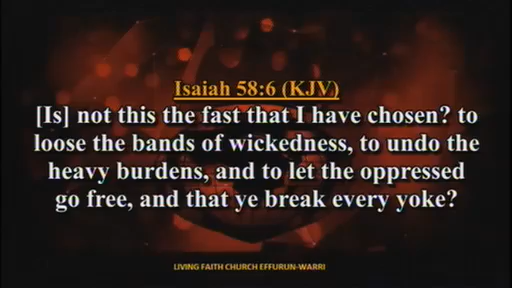 Isaiah 58:6 (KJV)
[Is] not this the fast that I have chosen? to
loose the bands of wickedness, to undo the
heavy burdens, and to let the oppressed
go free, and that ye break every yoke?
LIVING FAITH CHURCH EFFURUN-WARRI